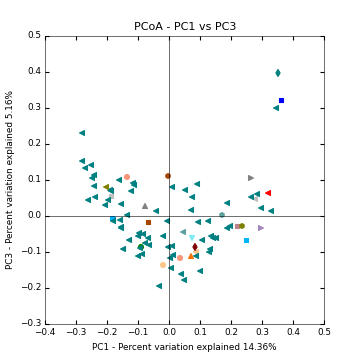 PCoA - PC1 vs PC3
0.5
0.4
0.3
0.2
0.1
0.0
−0.1
−0.2
−0.3
−0.4 −0.3 −0.2 −0.1 0.0 0.1 0.2 0.3 0.4 0.5
PC3 - Percent variation explained 5.16%
PC1 - Percent variation explained 14.36%